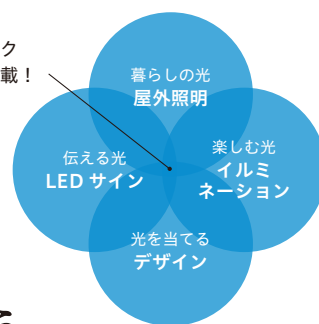 ク
載！
暮らしの光
屋外照明
伝える光
LED サイン
楽しむ光
イルミ
ネーション
光を当てる
デザイン